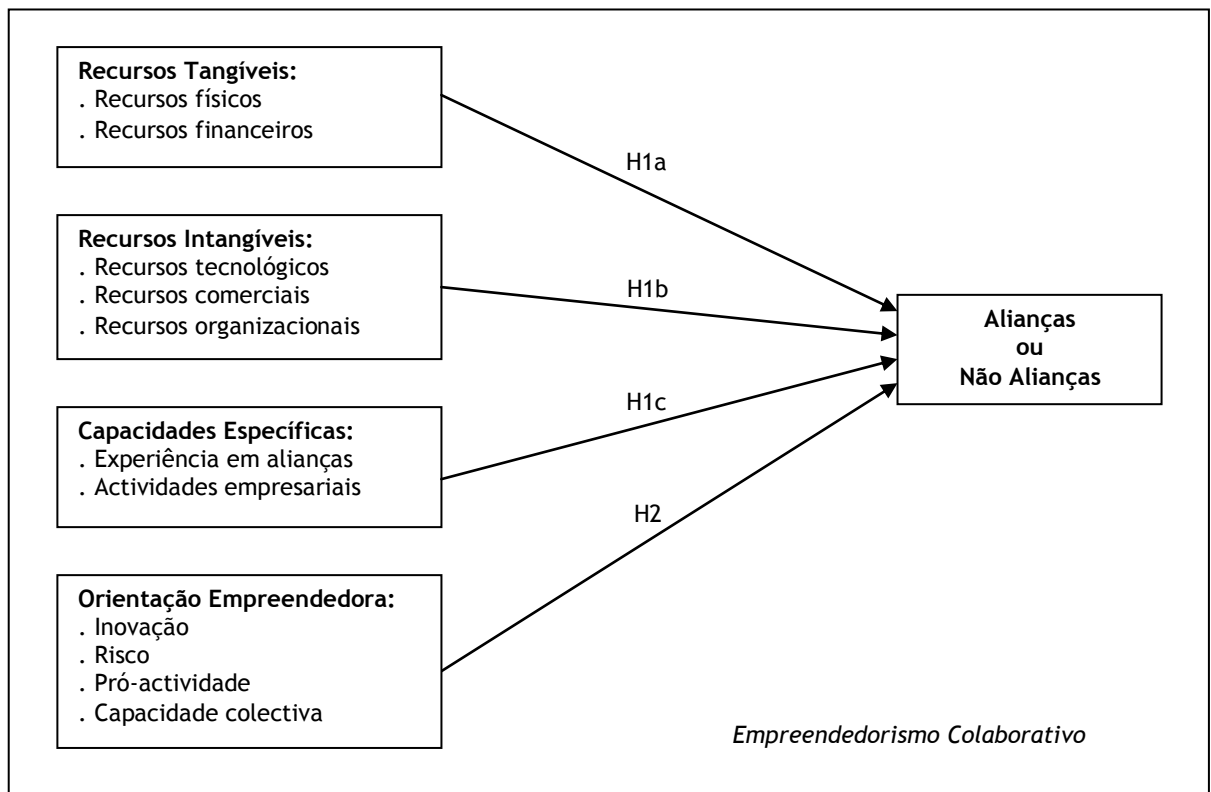 Recursos Tangíveis:
. Recursos físicos
. Recursos financeiros
H1a
Recursos Intangíveis:
. Recursos tecnológicos
. Recursos comerciais
. Recursos organizacionais
H1b
Alianças
ou
Não Alianças
Capacidades Específicas:
. Experiência em alianças
. Actividades empresariais
H1c
H2
Orientação Empreendedora:
. Inovação
. Risco
. Pró-actividade
. Capacidade colectiva
Empreendedorismo Colaborativo